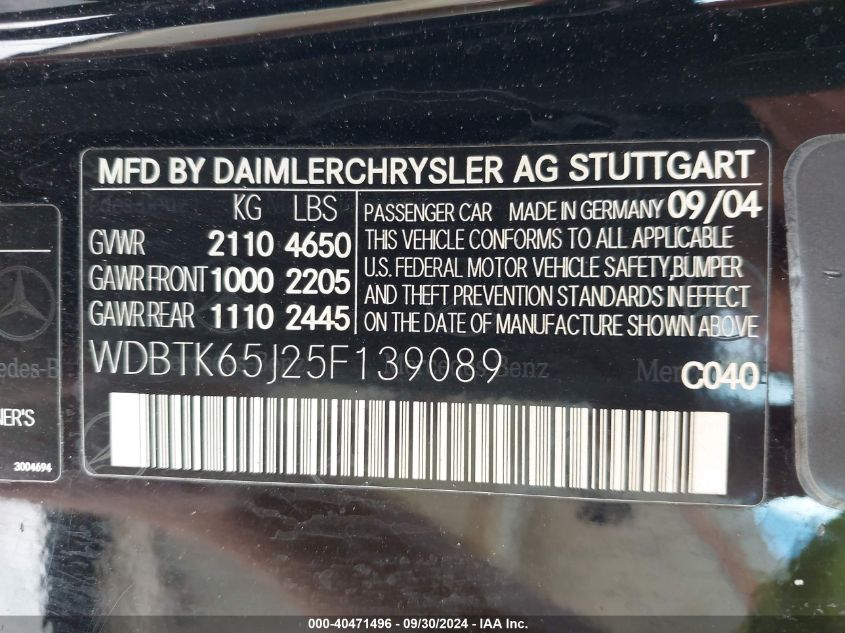 MFD BY DAIMLERCHRYSLER AG STUTTGART
KG LBS
GVWR 2110 4650
GAWR FRONT 1000 2205
GAWR REAR 1110 2445
PASSENGER CAR MADE IN GERMANY 09/04
THIS VEHICLE CONFORMS TO ALL APPLICABLE
U.S. FEDERAL MOTOR VEHICLE SAFETY,BUMPER
AND THEFT PREVENTION STANDARDS IN EFFECT
ON THE DATE OF MANUFACTURE SHOWN ABOVE
WDBTK65J25F139089
C040
NER'S
3004694
000-40471496 - 09/30/2024 - IAA Inc.